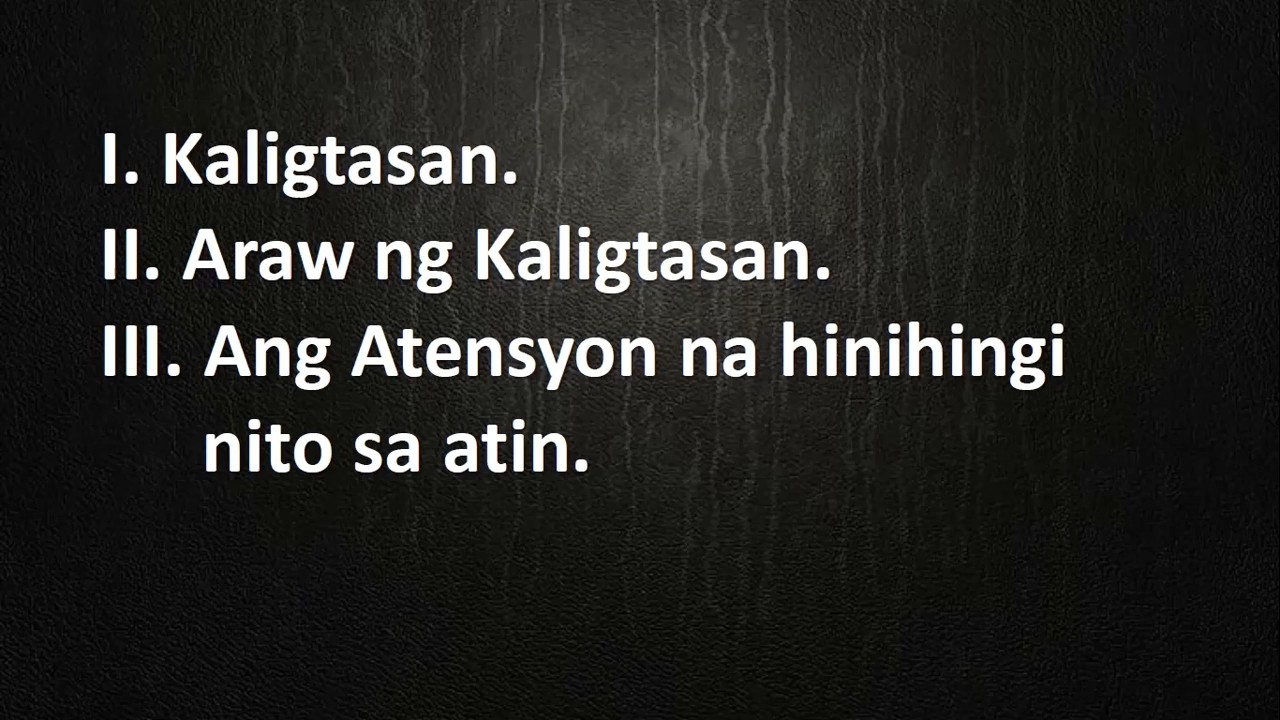 I. Kaligtasan.
II. Araw ng Kaligtasan.
III. Ang Atensyon na hinihingi
nito sa atin.